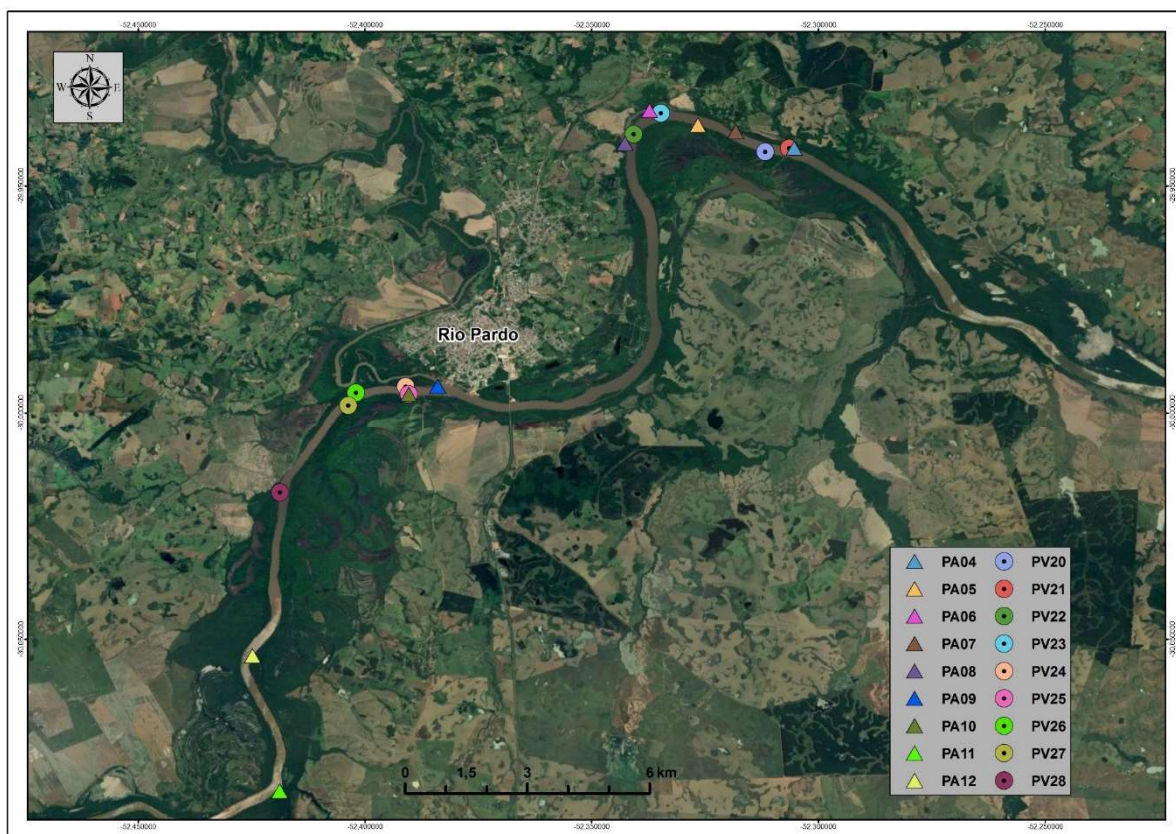 -52,450000 -52,400000 -52,350000 -52,300000 -52,250000
N
W E
S
-29,950000 -29,950000
Rio Pardo
-30,000000 -30,000000
PA04 PV20
PA05 PV21
PA06 PV22
PA07 PV23
PA08 PV24
PA09 PV25
PA10 PV26
PA11 PV27
PA12 PV28
-30,050000 -30,050000
0 1,5 3 6 km
-52,450000 -52,400000 -52,350000 -52,300000 -52,250000